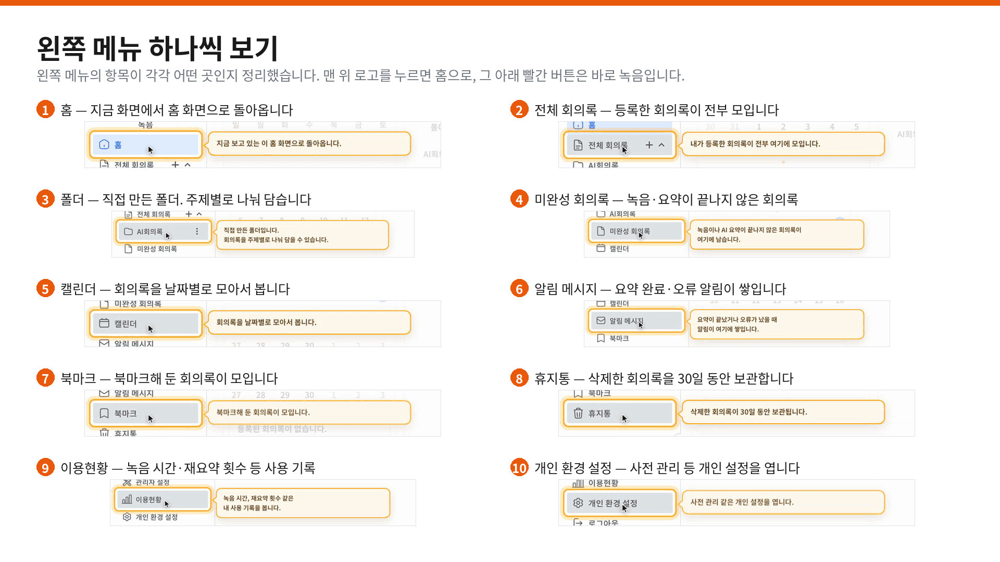 왼쪽 메뉴 하나씩 보기
왼쪽 메뉴의 항목이 각각 어떤 곳인지 정리했습니다. 맨 위 로고를 누르면 홈으로, 그 아래 빨간 버튼은 바로 녹음입니다.
1 홈 — 지금 화면에서 홈 화면으로 돌아옵니다
녹음
일 월 화 수 목 금 토
홈
지금 보고 있는 이 홈 화면으로 돌아옵니다.
전체 회의록
2 전체 회의록 — 등록한 회의록이 전부 모입니다
홈
30 31 1 2 3 4 5
전체 회의록
내가 등록한 회의록이 전부 여기에 모입니다.
AI회의록
3 폴더 — 직접 만든 폴더. 주제별로 나눠 담습니다
전체 회의록
6 7 8 9 10 11 12
AI회의록
직접 만든 폴더입니다.
회의록을 주제별로 나눠 담을 수 있습니다.
미완성 회의록
4 미완성 회의록 — 녹음·요약이 끝나지 않은 회의록
AI회의록
미완성 회의록
녹음이나 AI 요약이 끝나지 않은 회의록이
여기에 남습니다.
캘린더
5 캘린더 — 회의록을 날짜별로 모아서 봅니다
미완성 회의록
캘린더
회의록을 날짜별로 모아서 봅니다.
알림 메시지
27 28 29 30 1 2 3
6 알림 메시지 — 요약 완료·오류 알림이 쌓입니다
캘린더
20 21 22 23 24 25 26
알림 메시지
요약이 끝났거나 오류가 났을 때
알림이 여기에 쌓입니다.
북마크
7 북마크 — 북마크해 둔 회의록이 모입니다
알림 메시지
27 28 29 30 1 2 3
북마크
북마크해 둔 회의록이 모입니다.
등록된 회의록이 없습니다.
휴지통
8 휴지통 — 삭제한 회의록을 30일 동안 보관합니다
북마크
휴지통
삭제한 회의록이 30일 동안 보관됩니다.
9 이용현황 — 녹음 시간·재요약 횟수 등 사용 기록
관리자 설정
이용현황
녹음 시간, 재요약 횟수 같은
내 사용 기록을 봅니다.
개인 환경 설정
10 개인 환경 설정 — 사전 관리 등 개인 설정을 엽니다
이용현황
개인 환경 설정
사전 관리 같은 개인 설정을 엽니다.
로그아웃